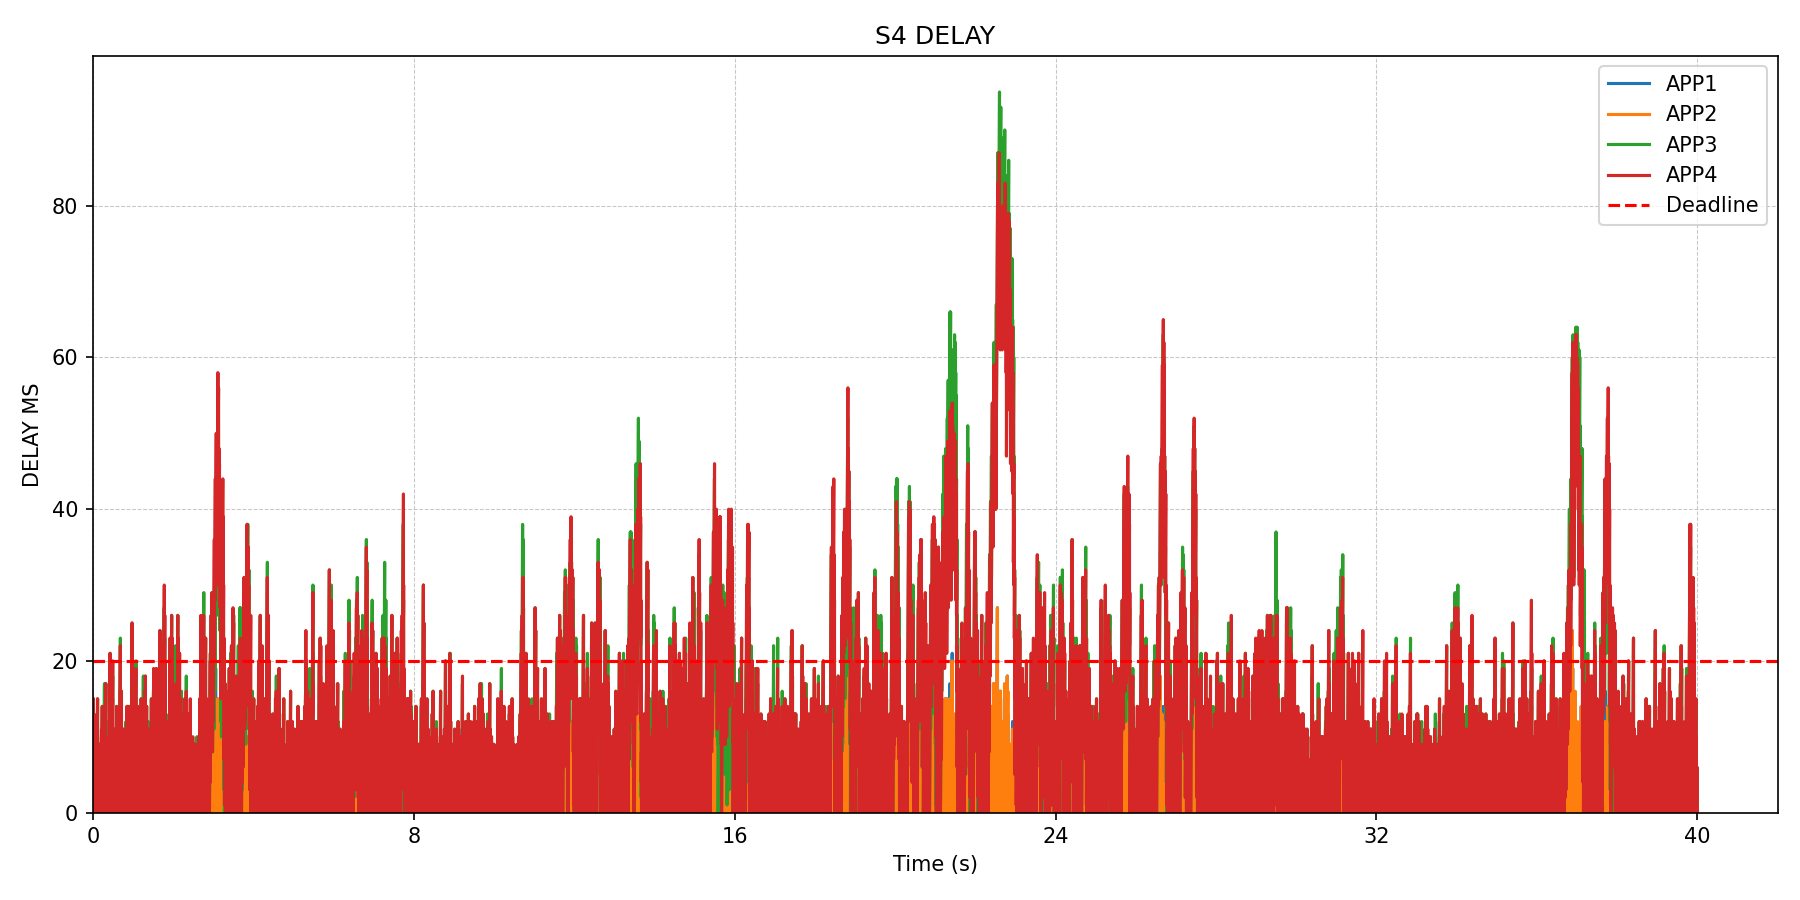 S4 DELAY
APP1
APP2
APP3
APP4
Deadline
DELAY MS
80
60
40
20
0
0 8 16 24 32 40
Time (s)